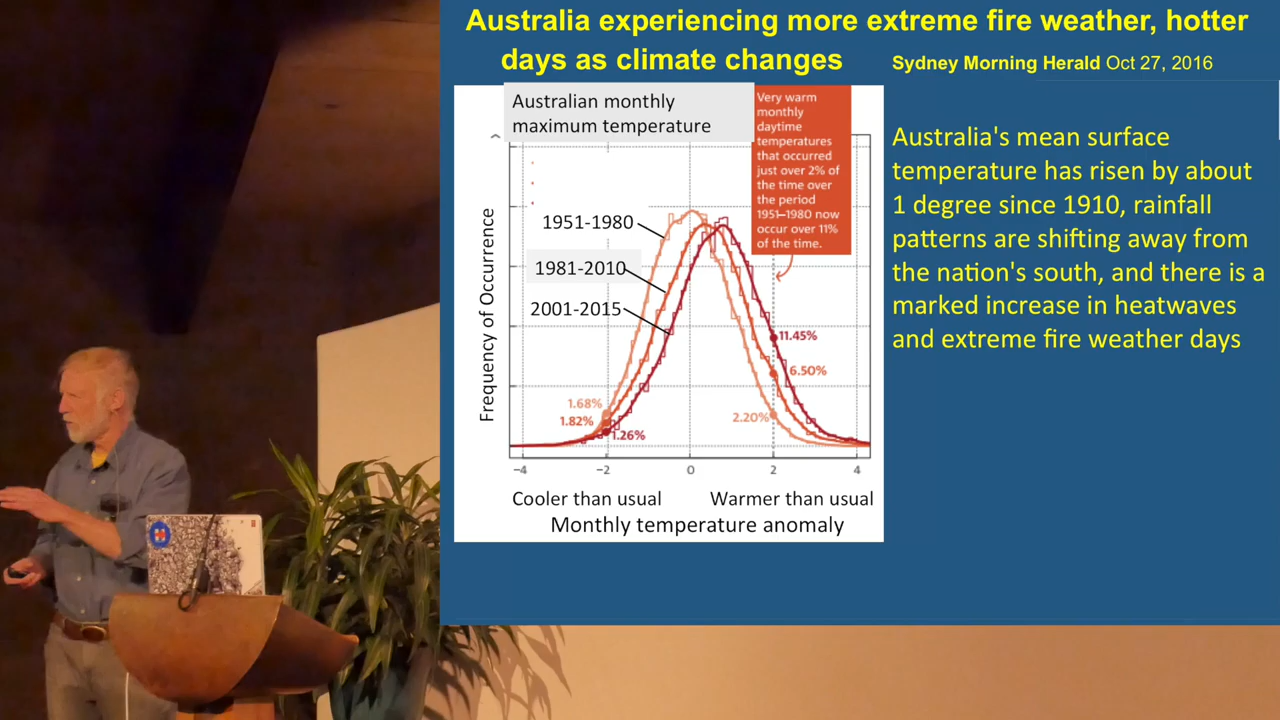 Australia experiencing more extreme fire weather, hotter
days as climate changes
Sydney Morning Herald Oct 27, 2016
Australian monthly
maximum temperature
Very warm
monthly
daytime
temperatures
that occurred
just over 2% of
the time over
the period
1951–1980 now
occur over 11%
of the time.
Australia's mean surface
temperature has risen by about
1 degree since 1910, rainfall
patterns are shifting away from
the nation's south, and there is a
marked increase in heatwaves
and extreme fire weather days
Frequency of Occurrence
1951-1980
1981-2010
2001-2015
11.45%
6.50%
2.20%
1.68%
1.82%
1.26%
−4 −2 0 2 4
Cooler than usual Warmer than usual
Monthly temperature anomaly